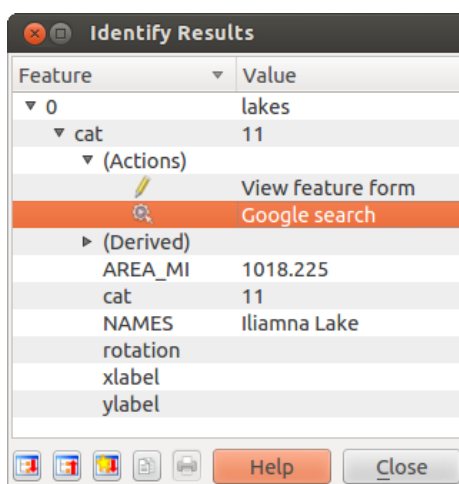 Identify Results
Feature Value
0 lakes
cat 11
(Actions)
View feature form
Google search
(Derived)
AREA_MI 1018.225
cat 11
NAMES Iliamna Lake
rotation
xlabel
ylabel
Help Close